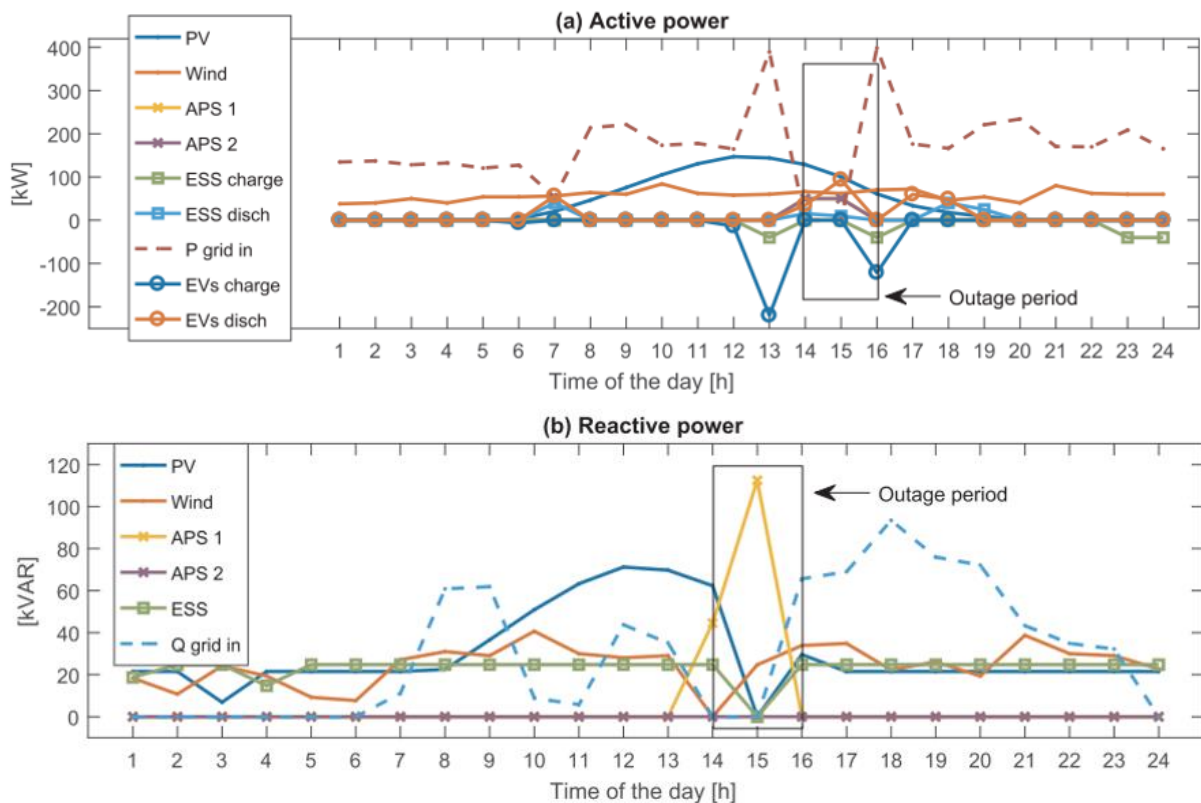 (a) Active power
PV
Wind
APS 1
APS 2
ESS charge
ESS disch
P grid in
EVs charge
EVs disch
400
300
200
100
0
-100
-200
[kW]
Outage period
1 2 3 4 5 6 7 8 9 10 11 12 13 14 15 16 17 18 19 20 21 22 23 24
Time of the day [h]
(b) Reactive power
PV
Wind
APS 1
APS 2
ESS
Q grid in
120
100
80
60
40
20
0
[kVAR]
Outage period
1 2 3 4 5 6 7 8 9 10 11 12 13 14 15 16 17 18 19 20 21 22 23 24
Time of the day [h]